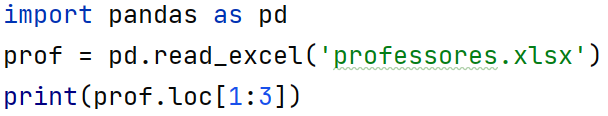 import pandas as pd
prof = pd.read_excel('professores.xlsx')
print(prof.loc[1:3])